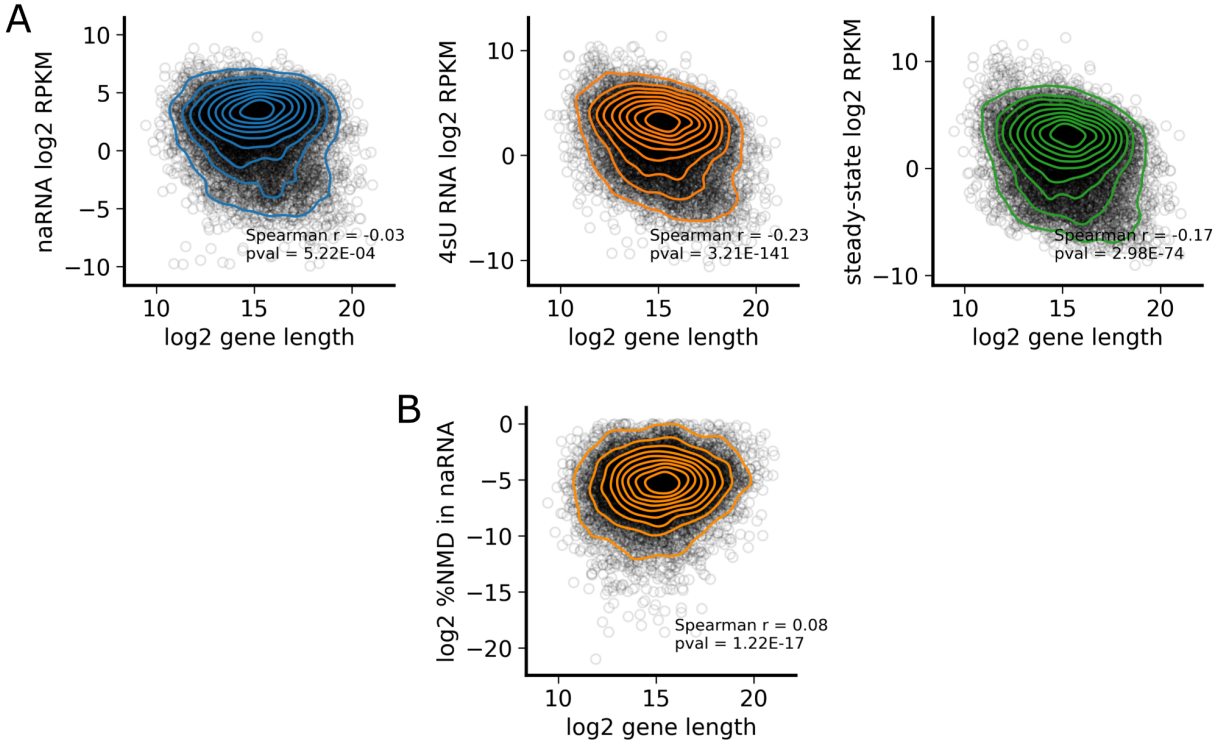 A
naRNA log2 RPKM
10
5
0
−5
−10
Spearman r = -0.03
pval = 5.22E-04
10 15 20
log2 gene length
4sU RNA log2 RPKM
10
0
−10
Spearman r = -0.23
pval = 3.21E-141
10 15 20
log2 gene length
steady-state log2 RPKM
10
0
−10
Spearman r = -0.17
pval = 2.98E-74
10 15 20
log2 gene length
B
log2 %NMD in naRNA
0
−5
−10
−15
−20
Spearman r = 0.08
pval = 1.22E-17
10 15 20
log2 gene length